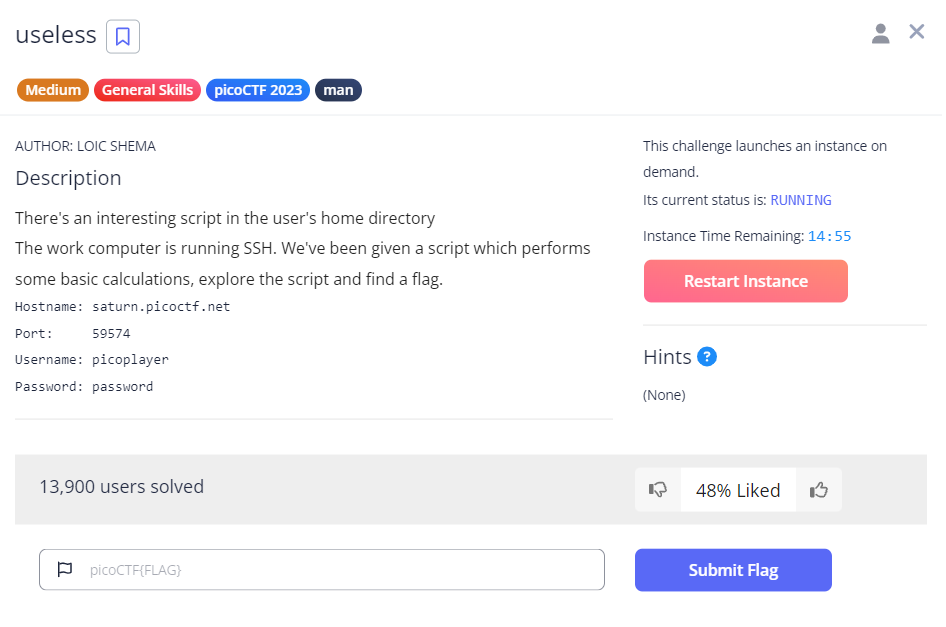 useless
Medium General Skills picoCTF 2023 man
AUTHOR: LOIC SHEMA
Description
There's an interesting script in the user's home directory
The work computer is running SSH. We've been given a script which performs
some basic calculations, explore the script and find a flag.
Hostname: saturn.picoctf.net
Port: 59574
Username: picoplayer
Password: password
This challenge launches an instance on
demand.
Its current status is: RUNNING
Instance Time Remaining: 14:55
Restart Instance
Hints ?
(None)
13,900 users solved
48% Liked
picoCTF{FLAG}
Submit Flag